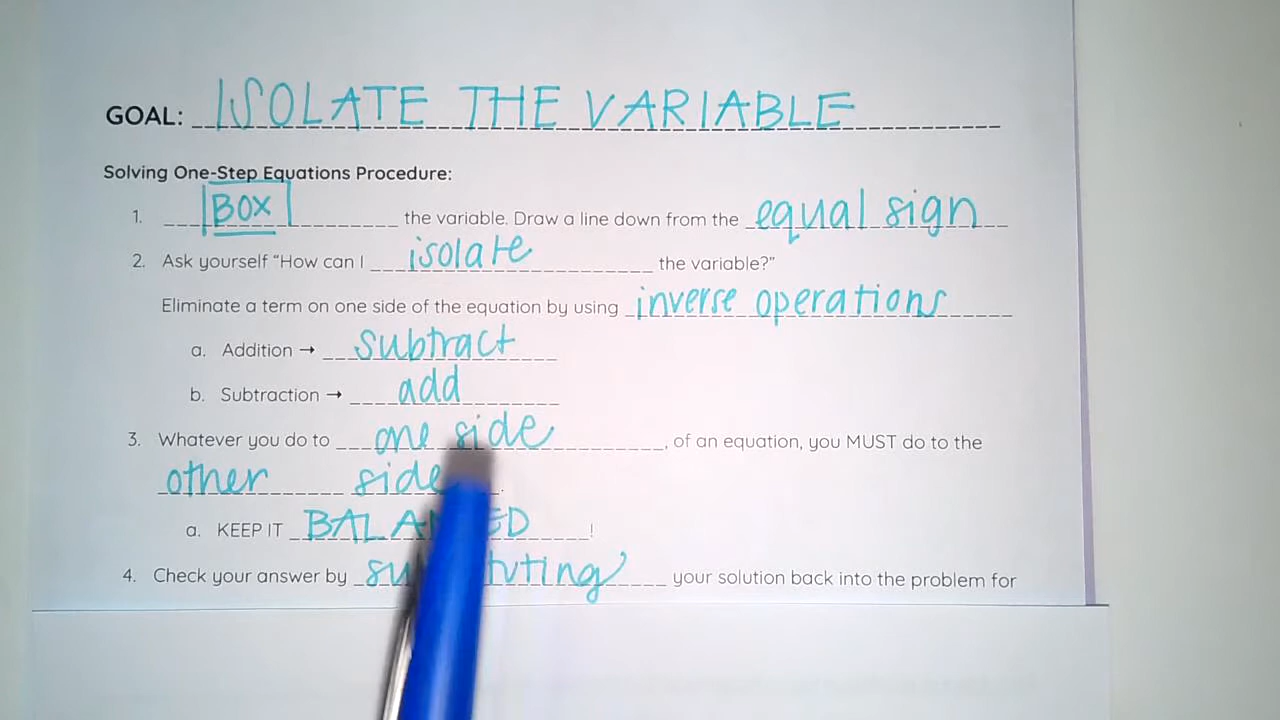 GOAL: ISOLATE THE VARIABLE
Solving One-Step Equations Procedure:
1. BOX the variable. Draw a line down from the equal sign
2. Ask yourself “How can I isolate the variable?”
Eliminate a term on one side of the equation by using inverse operations
a. Addition → subtract
b. Subtraction → add
3. Whatever you do to one side, of an equation, you MUST do to the
other side.
a. KEEP IT BALANCED!
4. Check your answer by substituting your solution back into the problem for